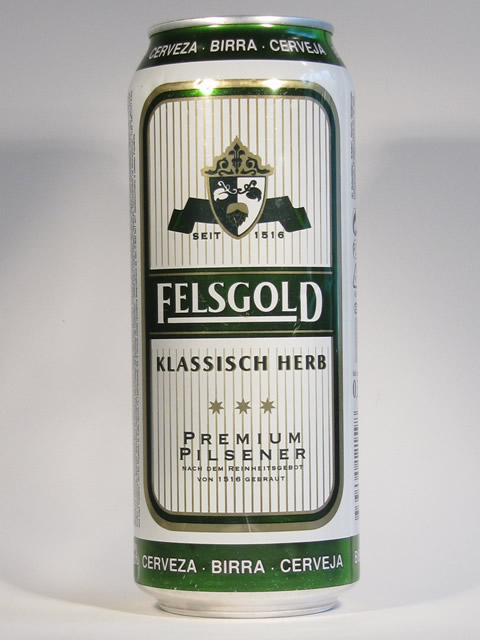 CERVEZA · BIRRA · CERVEJA
SEIT 1516
FELSGOLD
KLASSISCH HERB
PREMIUM
PILSENER
NACH DEM REINHEITSGEBOT
VON 1516 GEBRAUT
CERVEZA · BIRRA · CERVEJA